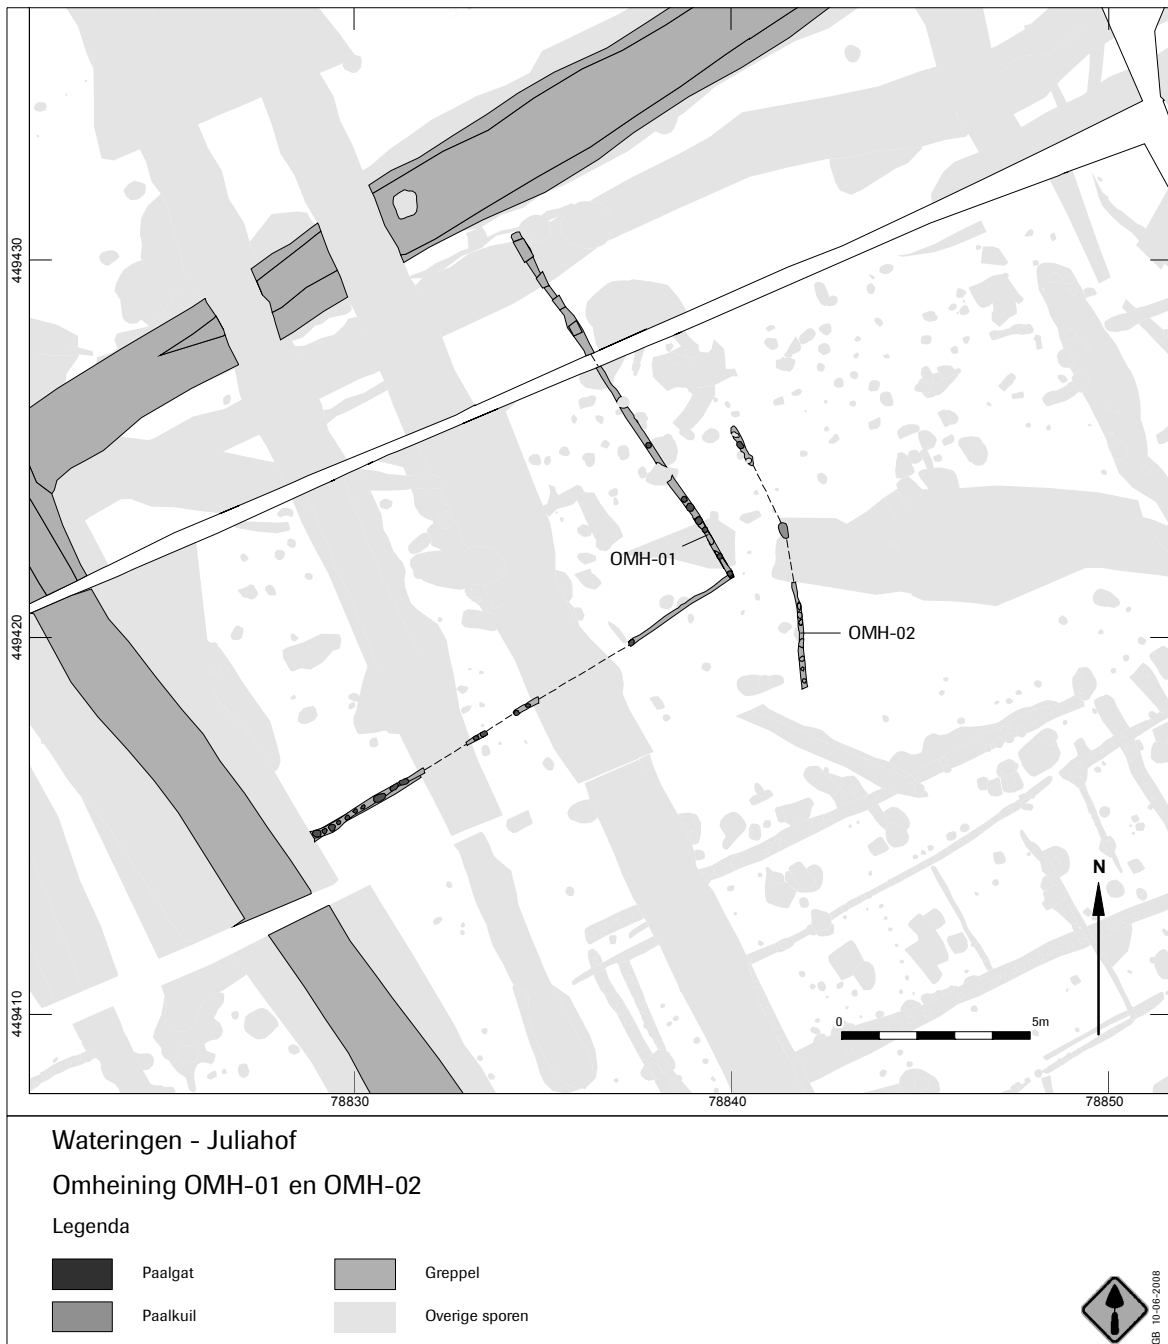 449430
449420
449410
OMH-01
OMH-02
N
0 5m
78830 78840 78850
Wateringen - Juliahof
Omheining OMH-01 en OMH-02
Legenda
Paalgat Greppel
Paalkuil Overige sporen
GB 10-06-2008